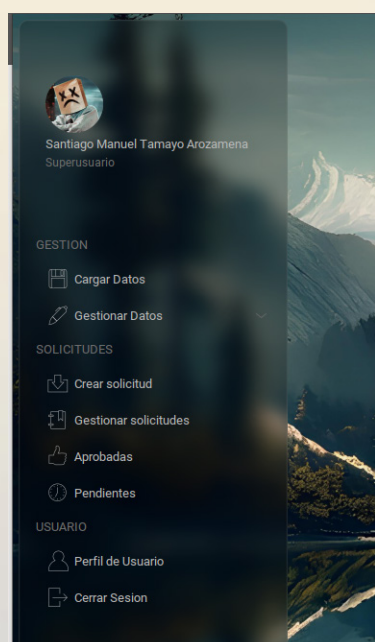 Santiago Manuel Tamayo Arozamena
Superusuario
GESTION
Cargar Datos
Gestionar Datos
SOLICITUDES
Crear solicitud
Gestionar solicitudes
Aprobadas
Pendientes
USUARIO
Perfil de Usuario
Cerrar Sesion